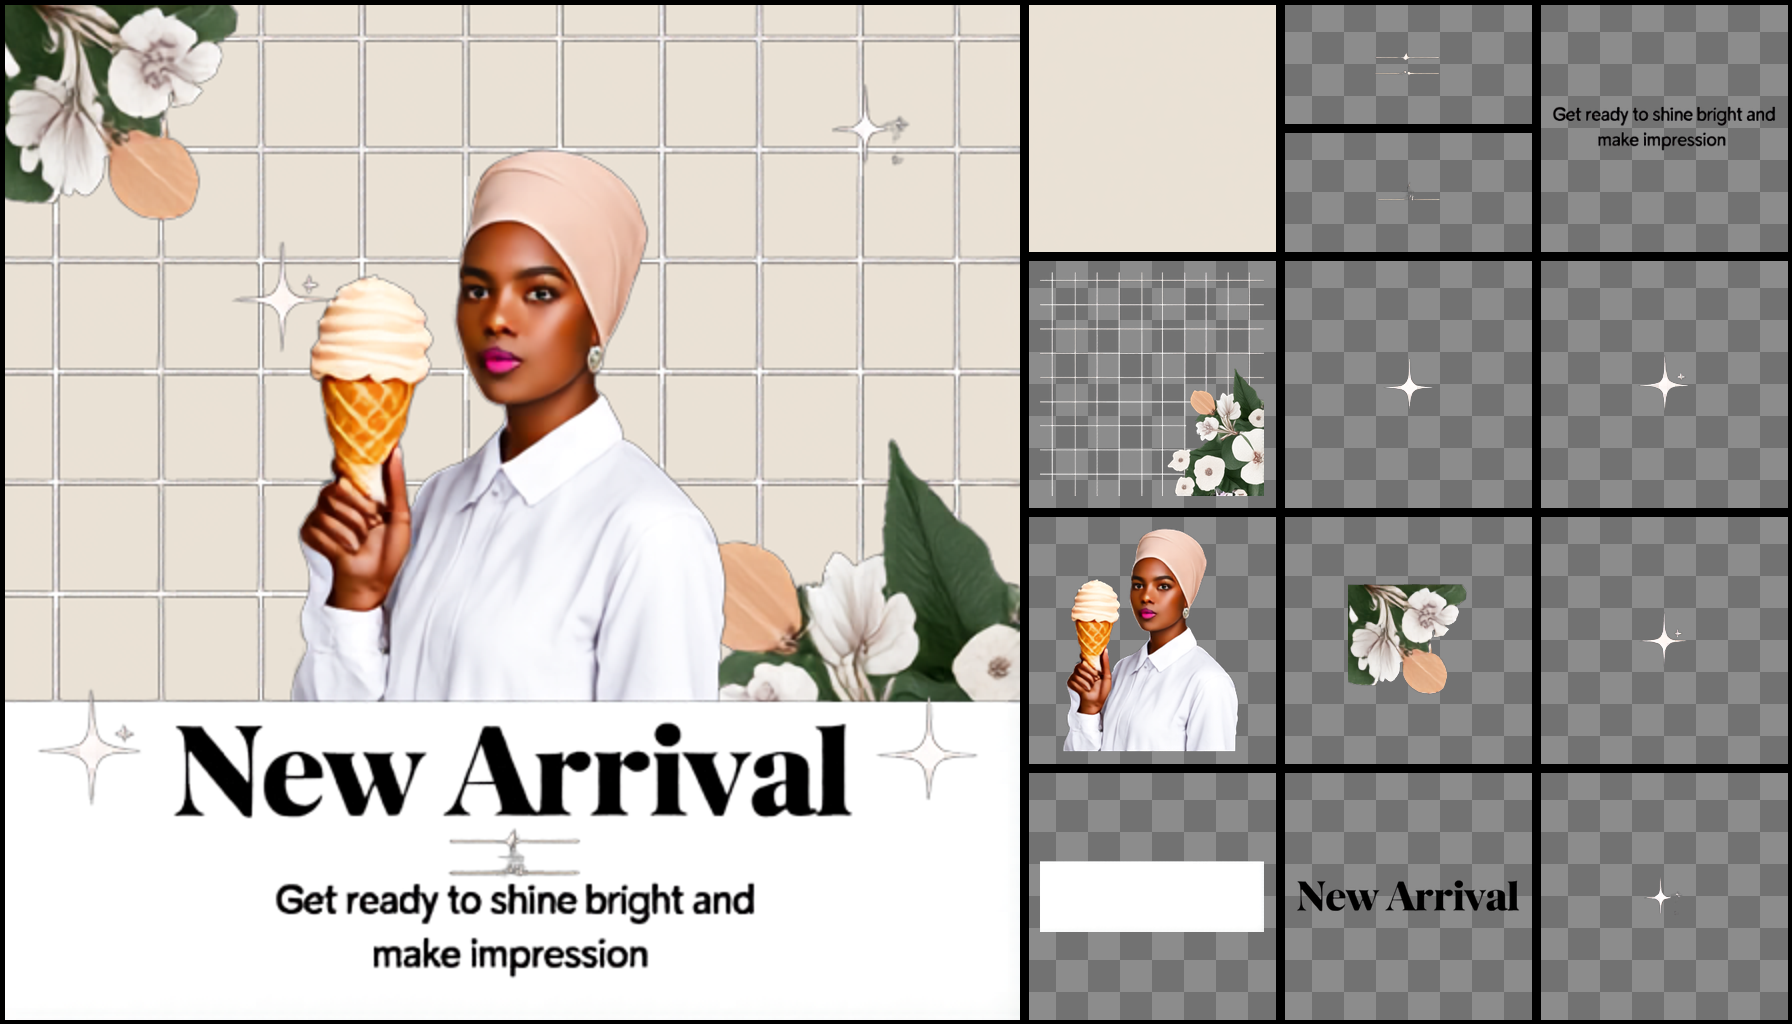 New Arrival
Get ready to shine bright and
make impression
Get ready to shine bright and
make impression
New Arrival